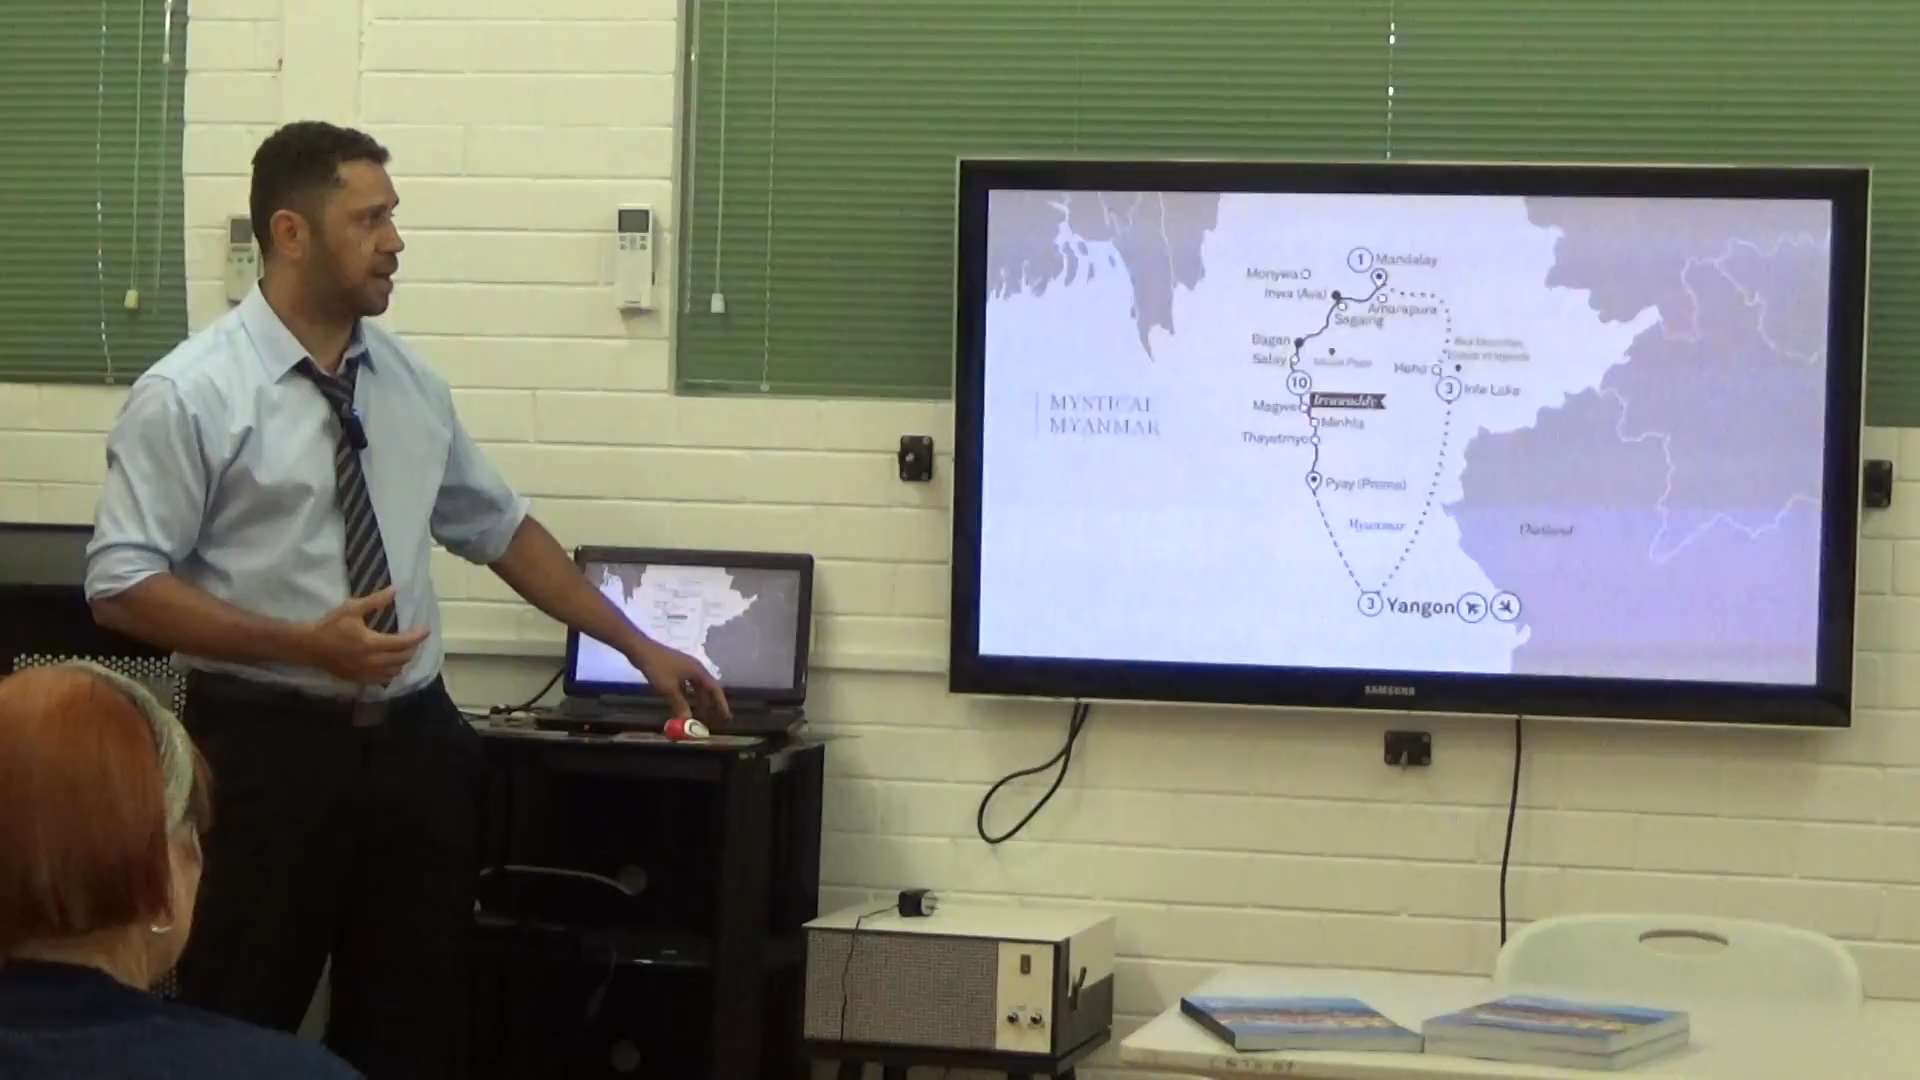 1 Mandalay
Monywa
Inwa (Ava)
Amarapura
Sagaing
Bagan
Salay
Heho
10
3 Inle Lake
Irrawaddy
Magwe
Minhla
Thayetmyo
Pyay (Prome)
MYSTICAL
MYANMAR
Myanmar
Thailand
3 Yangon
SAMSUNG